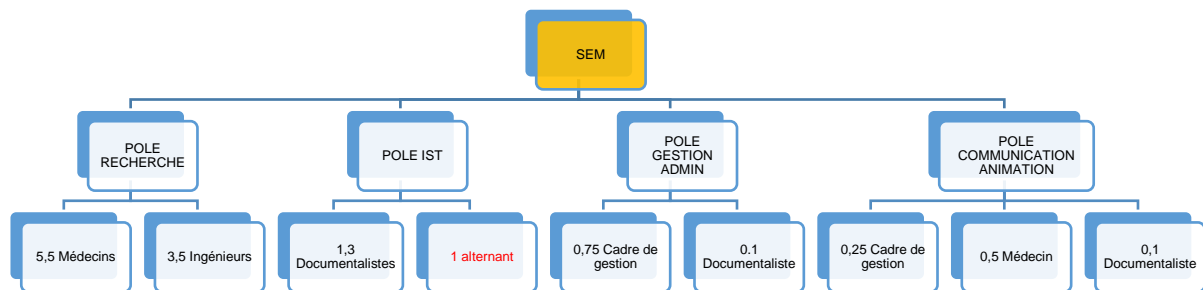 SEM
POLE
RECHERCHE
POLE IST
POLE
GESTION
ADMIN
POLE
COMMUNICATION
ANIMATION
5,5 Médecins
3,5 Ingénieurs
1,3
Documentalistes
1 alternant
0,75 Cadre de
gestion
0.1
Documentaliste
0,25 Cadre de
gestion
0,5 Médecin
0,1
Documentaliste